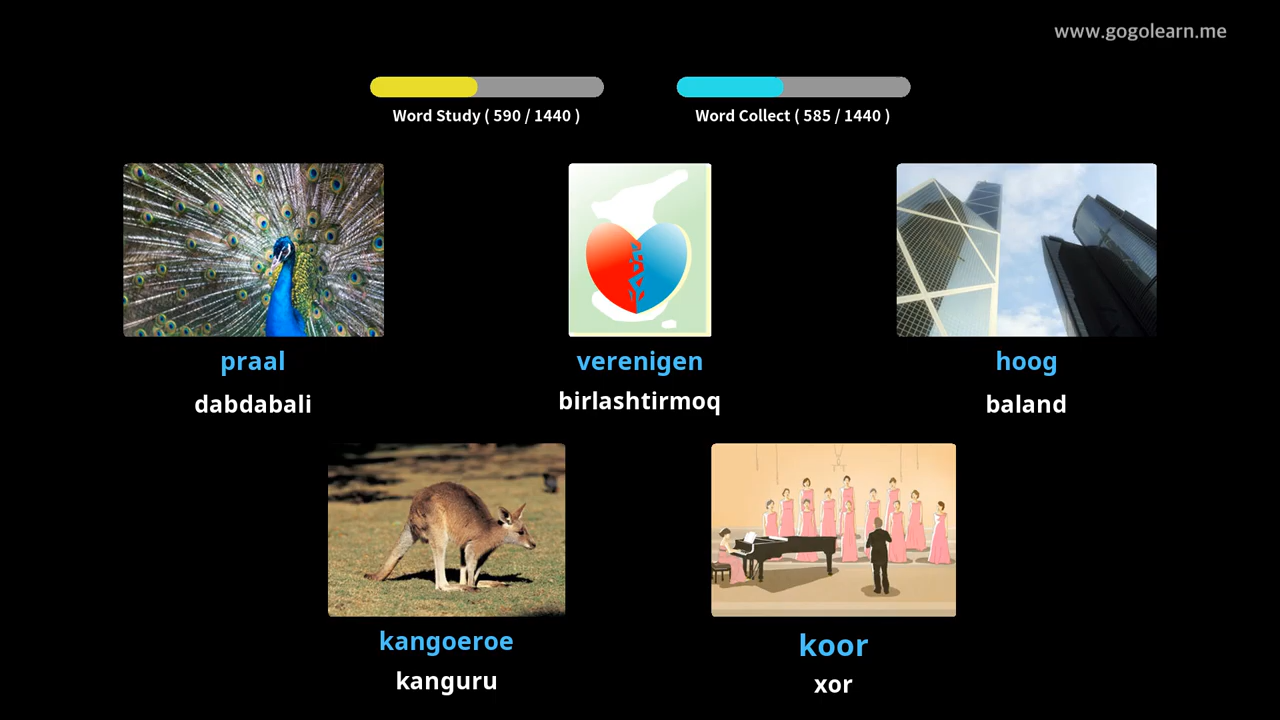 www.gogolearn.me
Word Study ( 590 / 1440 )
Word Collect ( 585 / 1440 )
praal
verenigen
hoog
dabdabali
birlashtirmoq
baland
kangoeroe
koor
kanguru
xor